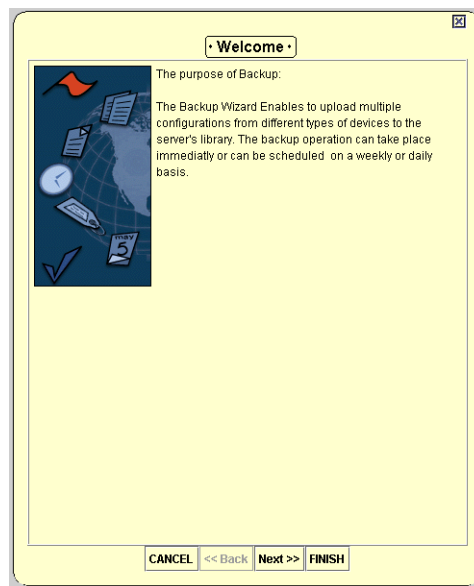 • Welcome •
The purpose of Backup:
The Backup Wizard Enables to upload multiple
configurations from different types of devices to the
server's library. The backup operation can take place
immediatly or can be scheduled on a weekly or daily
basis.
may
5
CANCEL << Back Next >> FINISH